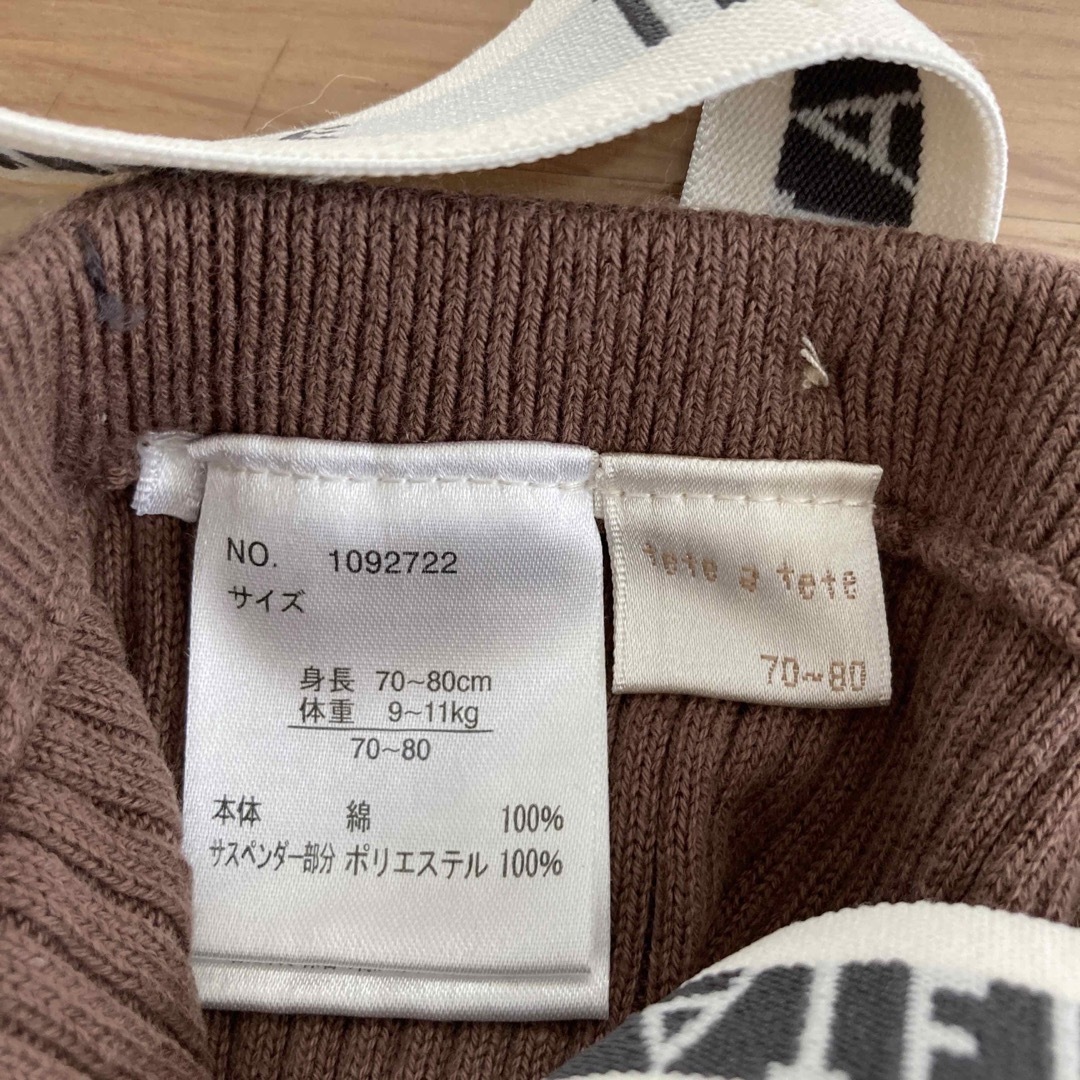 NO. 1092722
サイズ
身長 70~80cm
体重 9~11kg
70~80
本体 綿 100%
サスペンダー部分 ポリエステル 100%
tete a tete
70~80